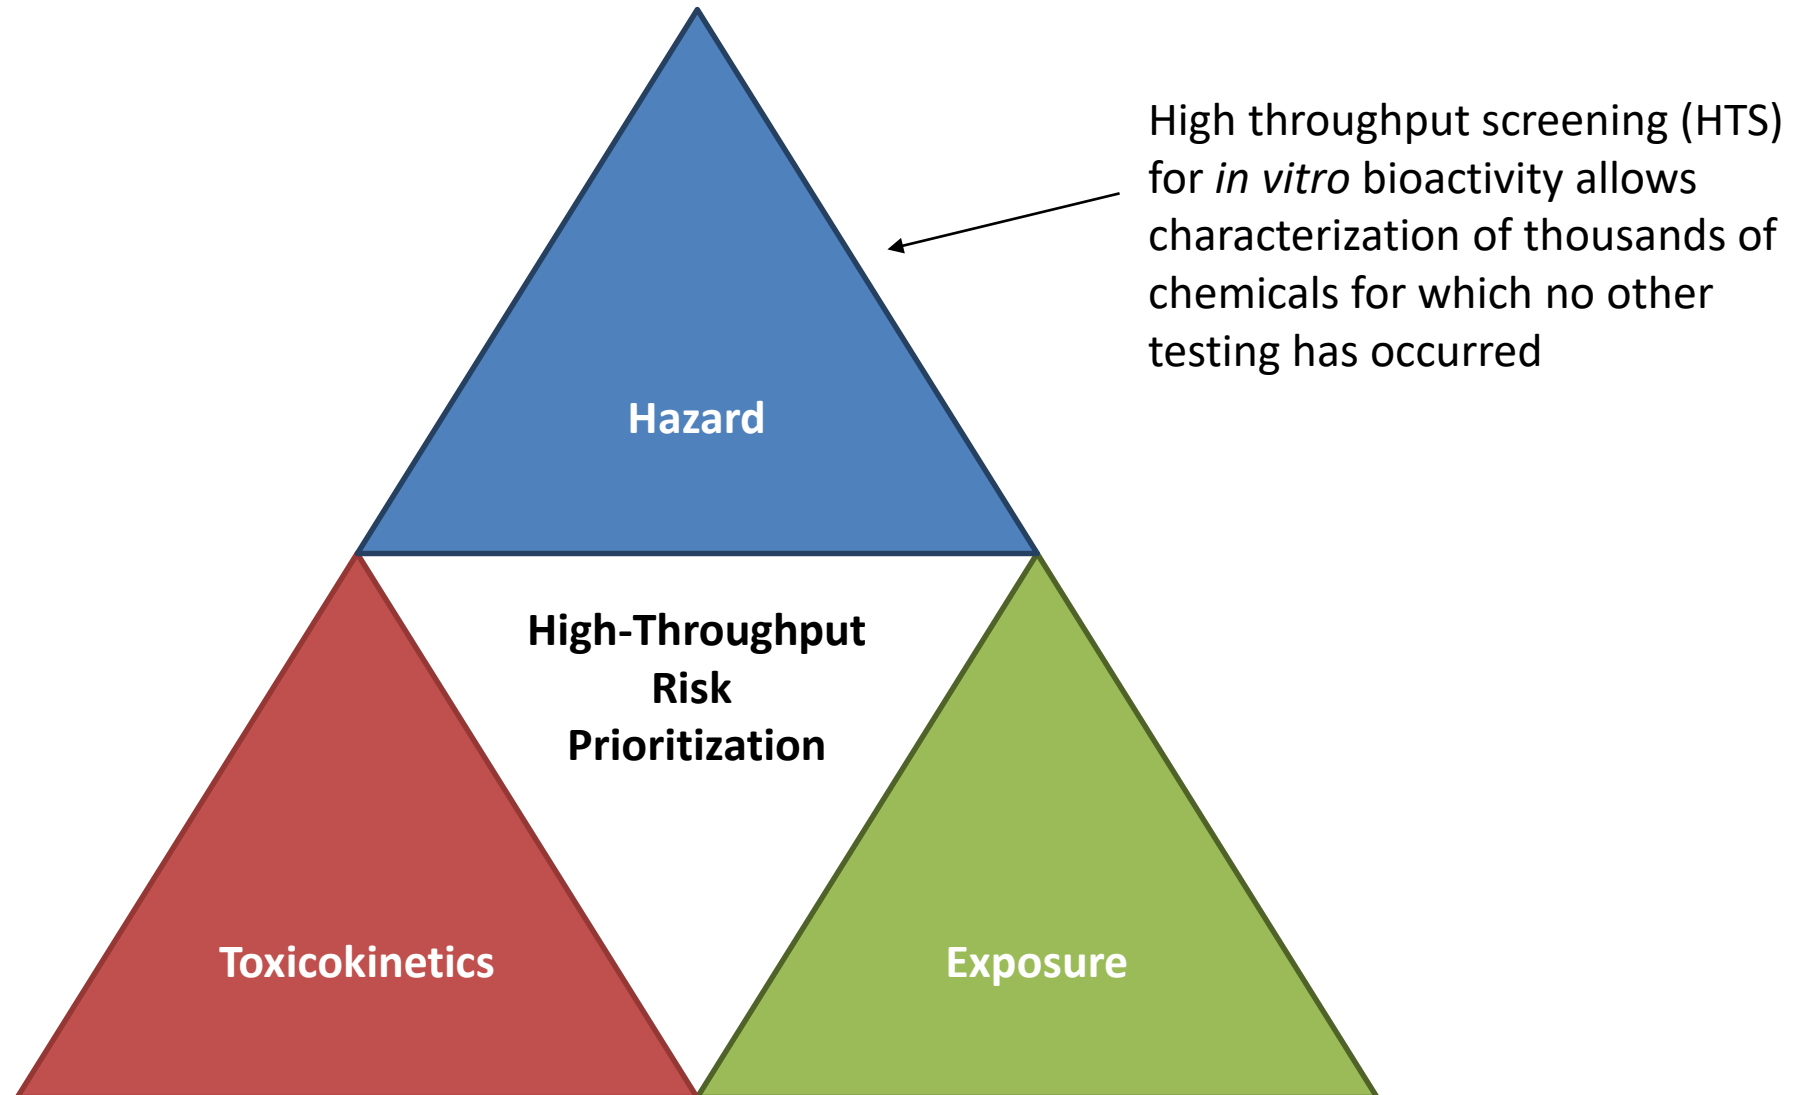 High throughput screening (HTS)
for in vitro bioactivity allows
characterization of thousands of
chemicals for which no other
testing has occurred
Hazard
High-Throughput
Risk
Prioritization
Toxicokinetics
Exposure